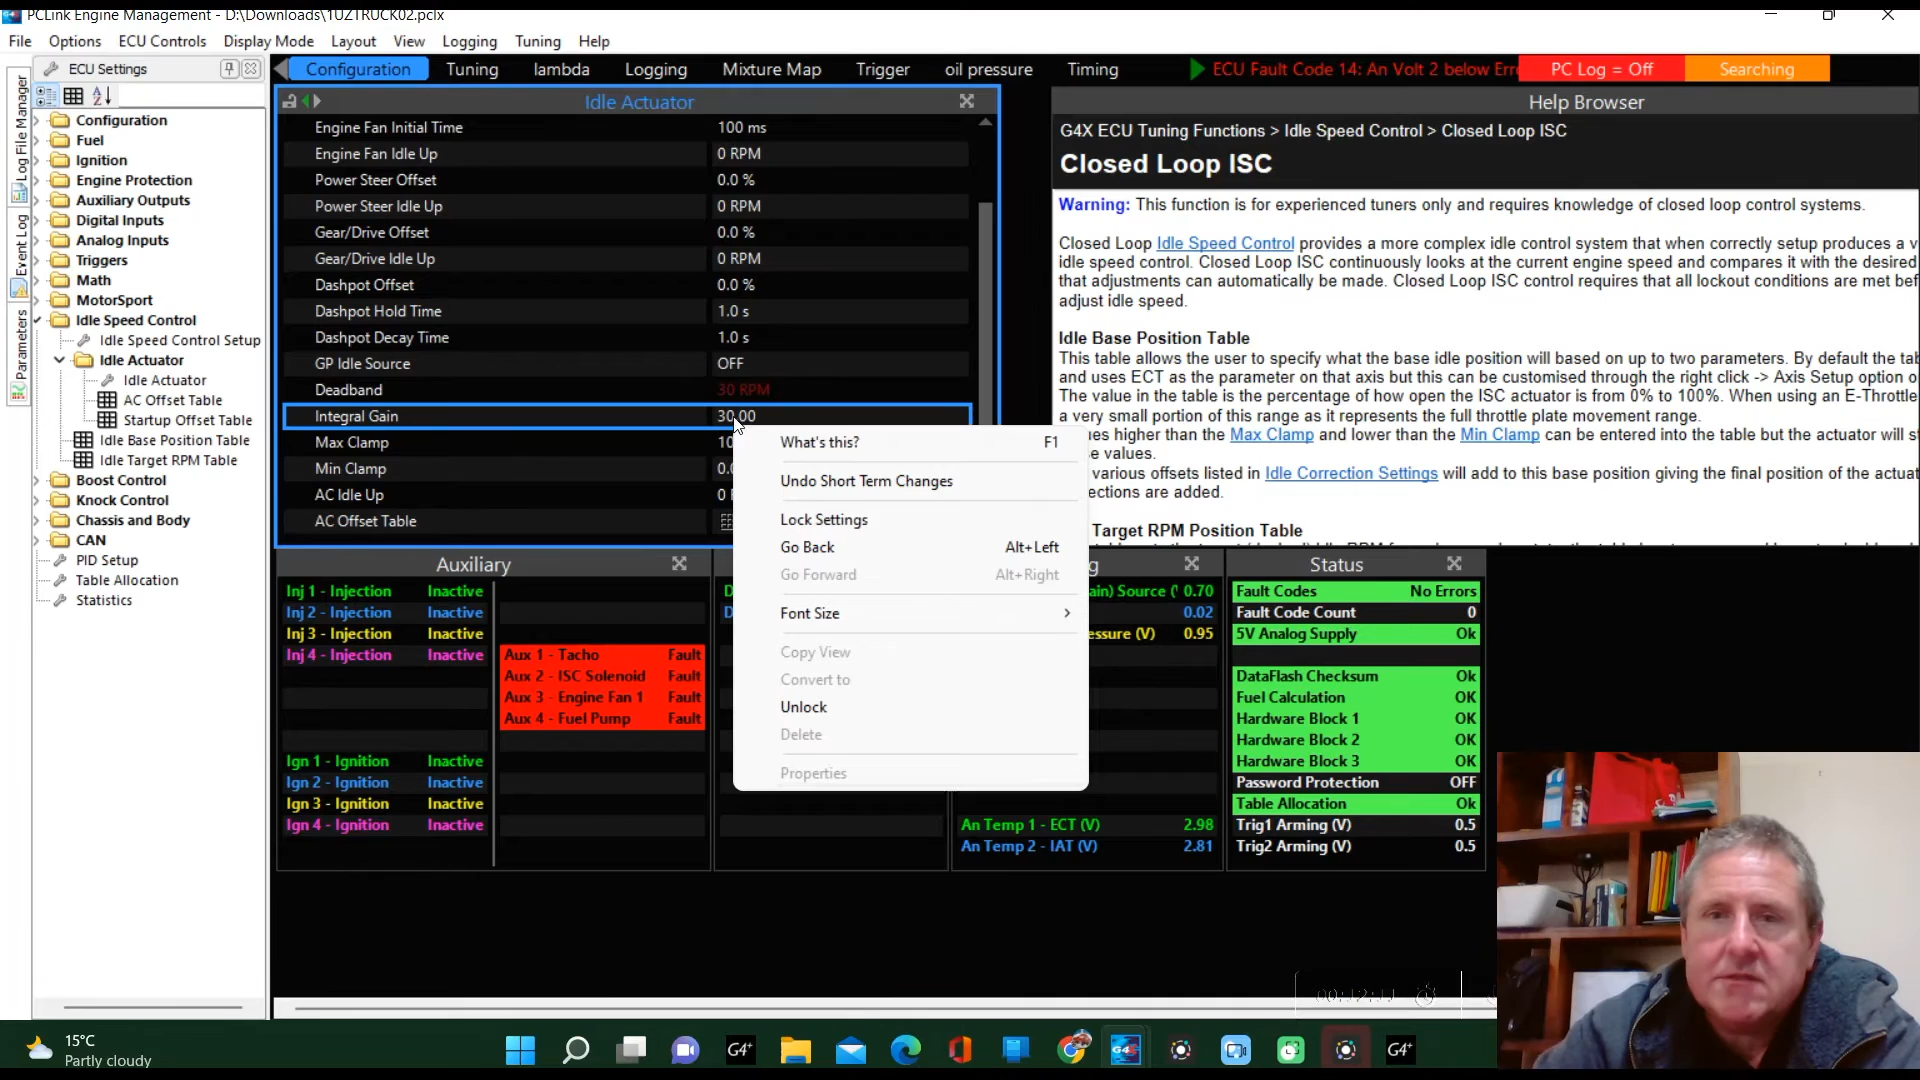 PCLink Engine Management - D:\Downloads\1UZTRUCK02.pclx
File Options ECU Controls Display Mode Layout View Logging Tuning Help
Log File Manager
Event Log
Parameters
ECU Settings
Configuration
Fuel
Ignition
Engine Protection
Auxiliary Outputs
Digital Inputs
Analog Inputs
Triggers
Math
MotorSport
Idle Speed Control
Idle Speed Control Setup
Idle Actuator
Idle Actuator
AC Offset Table
Startup Offset Table
Idle Base Position Table
Idle Target RPM Table
Boost Control
Knock Control
Chassis and Body
CAN
PID Setup
Table Allocation
Statistics
Configuration Tuning lambda Logging Mixture Map Trigger oil pressure Timing
ECU Fault Code 14: An Volt 2 below Err
PC Log = Off
Searching
Idle Actuator
Engine Fan Initial Time 100 ms
Engine Fan Idle Up 0 RPM
Power Steer Offset 0.0 %
Power Steer Idle Up 0 RPM
Gear/Drive Offset 0.0 %
Gear/Drive Idle Up 0 RPM
Dashpot Offset 0.0 %
Dashpot Hold Time 1.0 s
Dashpot Decay Time 1.0 s
GP Idle Source OFF
Deadband 30 RPM
Integral Gain 30.00
Max Clamp 10
Min Clamp 0.
AC Idle Up 0
AC Offset Table
What's this? F1
Undo Short Term Changes
Lock Settings
Go Back Alt+Left
Go Forward Alt+Right
Font Size
Copy View
Convert to
Unlock
Delete
Properties
Help Browser
G4X ECU Tuning Functions > Idle Speed Control > Closed Loop ISC
Closed Loop ISC
Warning: This function is for experienced tuners only and requires knowledge of closed loop control systems.
Closed Loop Idle Speed Control provides a more complex idle control system that when correctly setup produces a v
idle speed control. Closed Loop ISC continuously looks at the current engine speed and compares it with the desired
that adjustments can automatically be made. Closed Loop ISC control requires that all lockout conditions are met bef
adjust idle speed.
Idle Base Position Table
This table allows the user to specify what the base idle position will based on up to two parameters. By default the tab
and uses ECT as the parameter on that axis but this can be customised through the right click -> Axis Setup option o
The value in the table is the percentage of how open the ISC actuator is from 0% to 100%. When using an E-Throttle
a very small portion of this range as it represents the full throttle plate movement range.
es higher than the Max Clamp and lower than the Min Clamp can be entered into the table but the actuator will s
e values.
various offsets listed in Idle Correction Settings will add to this base position giving the final position of the actuat
ections are added.
Target RPM Position Table
Auxiliary
Inj 1 - Injection Inactive
Inj 2 - Injection Inactive
Inj 3 - Injection Inactive
Inj 4 - Injection Inactive
Ign 1 - Ignition Inactive
Ign 2 - Ignition Inactive
Ign 3 - Ignition Inactive
Ign 4 - Ignition Inactive
Aux 1 - Tacho Fault
Aux 2 - ISC Solenoid Fault
Aux 3 - Engine Fan 1 Fault
Aux 4 - Fuel Pump Fault
D
D
g
ain) Source (' 0.70
0.02
essure (V) 0.95
An Temp 1 - ECT (V) 2.98
An Temp 2 - IAT (V) 2.81
Status
Fault Codes No Errors
Fault Code Count 0
5V Analog Supply Ok
DataFlash Checksum Ok
Fuel Calculation OK
Hardware Block 1 OK
Hardware Block 2 OK
Hardware Block 3 OK
Password Protection OFF
Table Allocation Ok
Trig1 Arming (V) 0.5
Trig2 Arming (V) 0.5
15°C
Partly cloudy
G4+
G4X
G4+